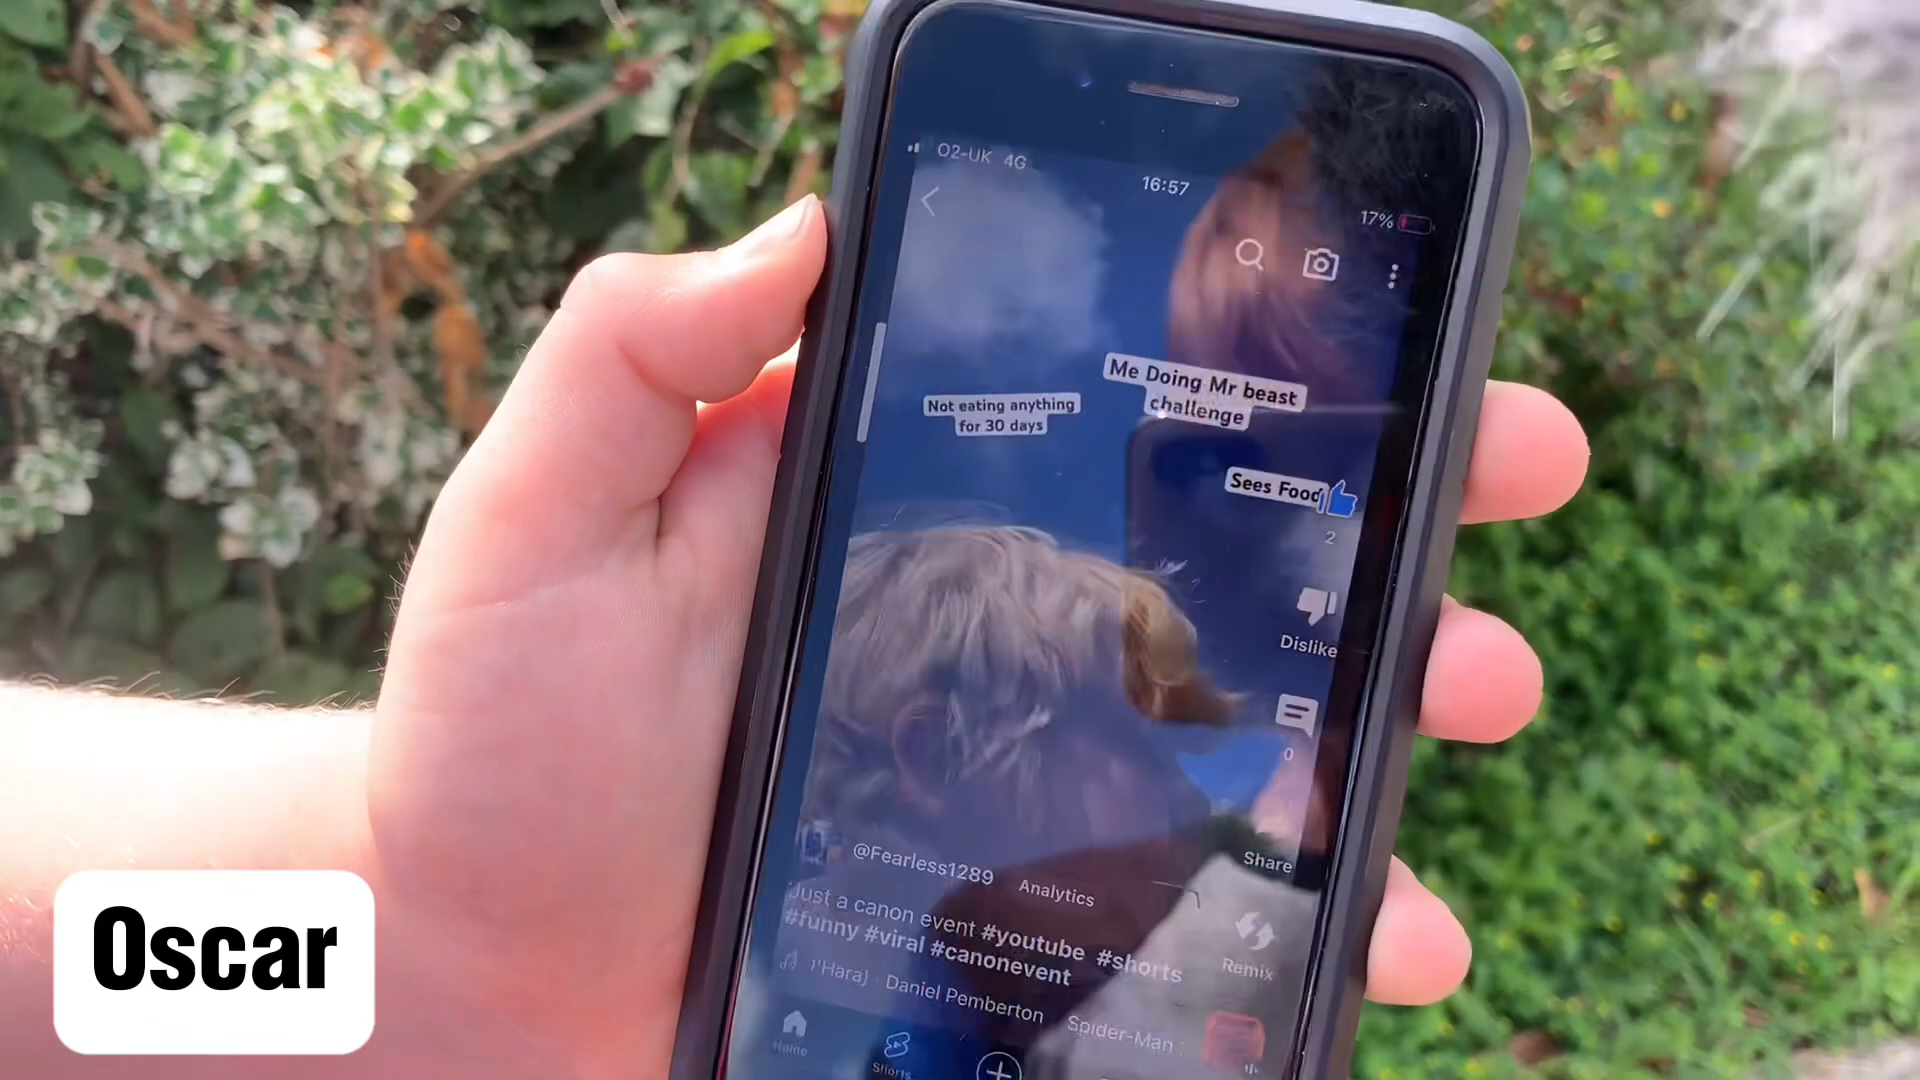 O2-UK 4G
16:57
17%
Me Doing Mr beast
challenge
Not eating anything
for 30 days
Sees Food
2
Dislike
0
Share
@Fearless1289
Analytics
Just a canon event #youtube #shorts
#funny #viral #canonevent
Remix
Daniel Pemberton Spider-Man
Home
Shorts
Oscar